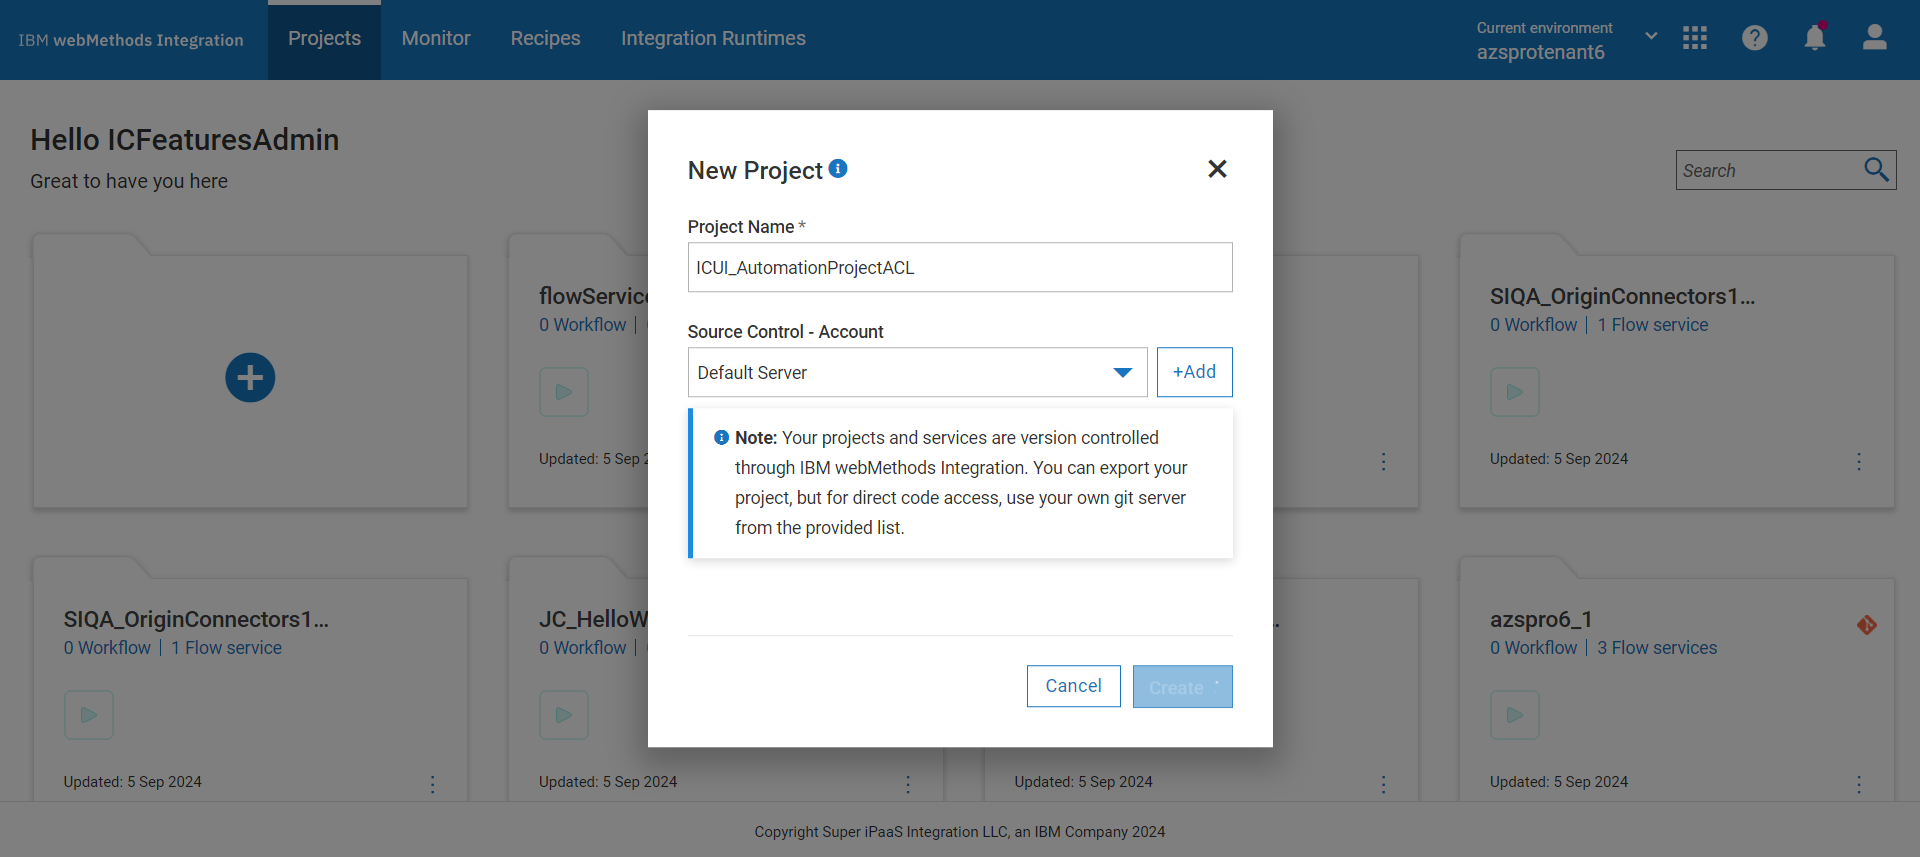 IBM webMethods Integration
Projects
Monitor
Recipes
Integration Runtimes
Current environment
azsprotenant6
Hello ICFeaturesAdmin
Great to have you here
Search
New Project
Project Name *
ICUI_AutomationProjectACL
Source Control - Account
Default Server
+Add
Note: Your projects and services are version controlled
through IBM webMethods Integration. You can export your
project, but for direct code access, use your own git server
from the provided list.
Cancel
Create
flowService
0 Workflow
Updated: 5 Sep 2
SIQA_OriginConnectors1...
0 Workflow | 1 Flow service
Updated: 5 Sep 2024
SIQA_OriginConnectors1...
0 Workflow | 1 Flow service
Updated: 5 Sep 2024
JC_HelloW
0 Workflow
Updated: 5 Sep 2024
Updated: 5 Sep 2024
azspro6_1
0 Workflow | 3 Flow services
Updated: 5 Sep 2024
Copyright Super iPaaS Integration LLC, an IBM Company 2024